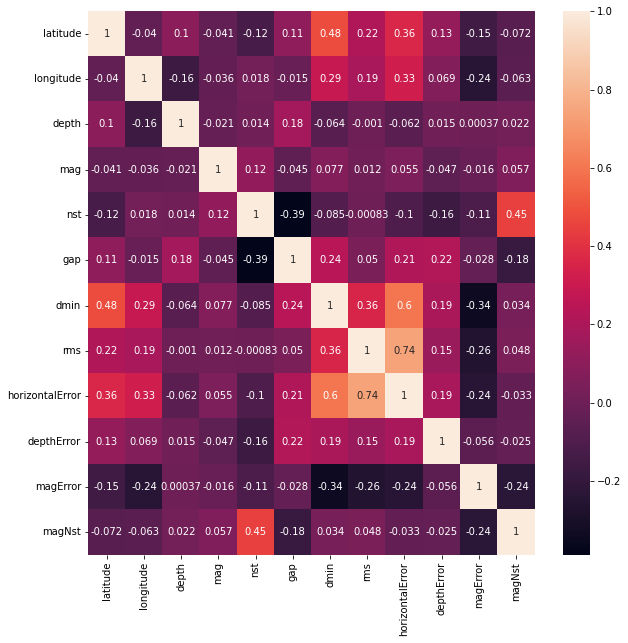 latitude 1 -0.04 0.1 -0.041 -0.12 0.11 0.48 0.22 0.36 0.13 -0.15 -0.072
longitude -0.04 1 -0.16 -0.036 0.018 -0.015 0.29 0.19 0.33 0.069 -0.24 -0.063
depth 0.1 -0.16 1 -0.021 0.014 0.18 -0.064 -0.001 -0.062 0.015 0.00037 0.022
mag -0.041 -0.036 -0.021 1 0.12 -0.045 0.077 0.012 0.055 -0.047 -0.016 0.057
nst -0.12 0.018 0.014 0.12 1 -0.39 -0.085 -0.00083 -0.1 -0.16 -0.11 0.45
gap 0.11 -0.015 0.18 -0.045 -0.39 1 0.24 0.05 0.21 0.22 -0.028 -0.18
dmin 0.48 0.29 -0.064 0.077 -0.085 0.24 1 0.36 0.6 0.19 -0.34 0.034
rms 0.22 0.19 -0.001 0.012 -0.00083 0.05 0.36 1 0.74 0.15 -0.26 0.048
horizontalError 0.36 0.33 -0.062 0.055 -0.1 0.21 0.6 0.74 1 0.19 -0.24 -0.033
depthError 0.13 0.069 0.015 -0.047 -0.16 0.22 0.19 0.15 0.19 1 -0.056 -0.025
magError -0.15 -0.24 0.00037 -0.016 -0.11 -0.028 -0.34 -0.26 -0.24 -0.056 1 -0.24
magNst -0.072 -0.063 0.022 0.057 0.45 -0.18 0.034 0.048 -0.033 -0.025 -0.24 1
latitude
longitude
depth
mag
nst
gap
dmin
rms
horizontalError
depthError
magError
magNst
1.0
0.8
0.6
0.4
0.2
0.0
−0.2